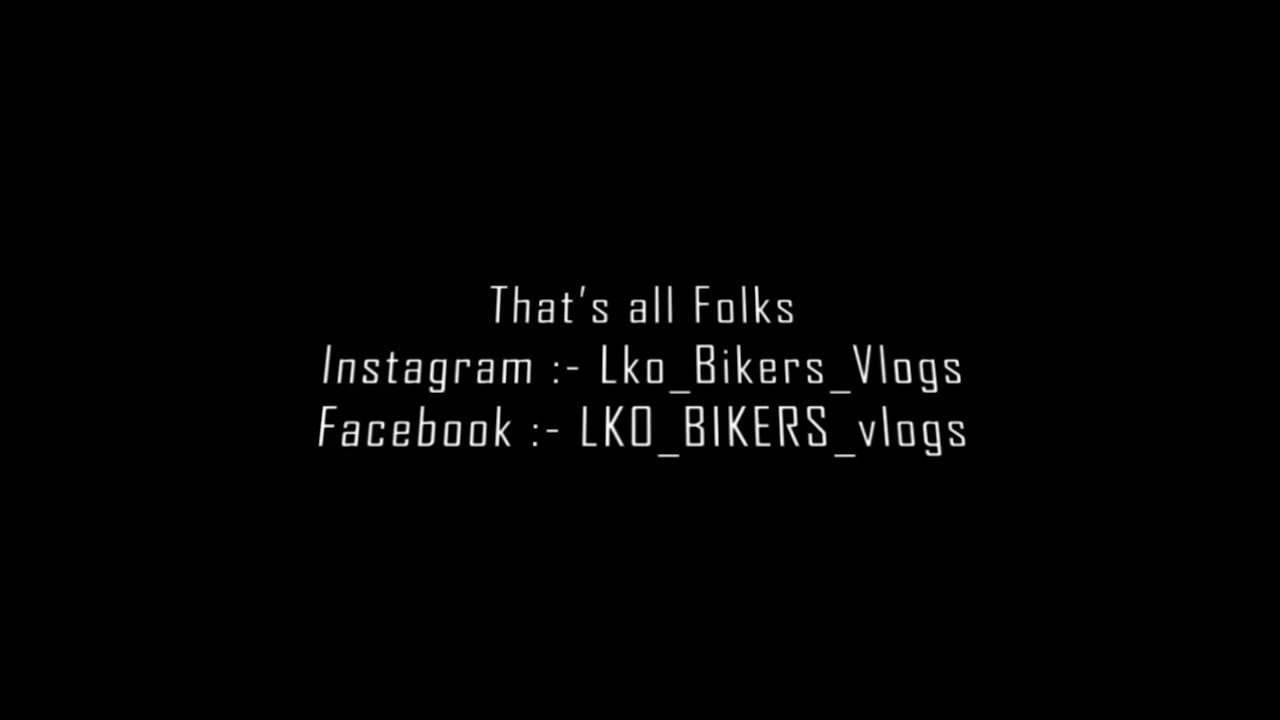 That's all Folks
Instagram :- Lko_Bikers_Vlogs
Facebook :- LKO_BIKERS_vlogs